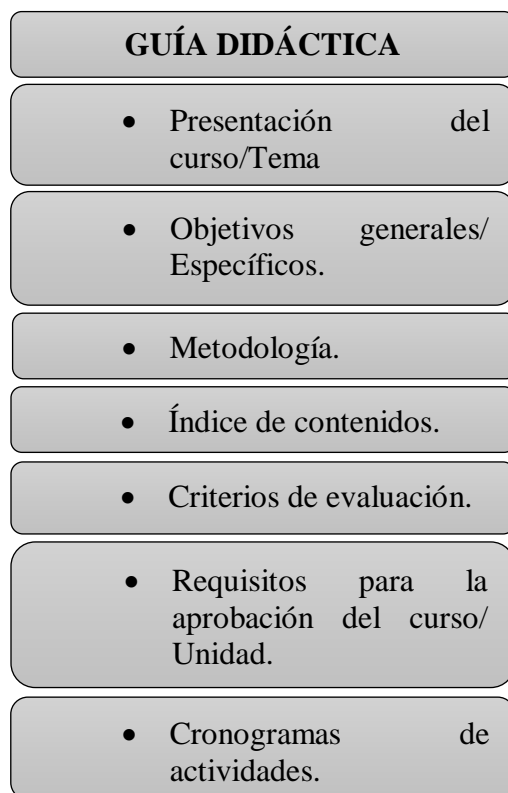 GUÍA DIDÁCTICA
• Presentación del
curso/Tema
• Objetivos generales/
Específicos.
• Metodología.
• Índice de contenidos.
• Criterios de evaluación.
• Requisitos para la
aprobación del curso/
Unidad.
• Cronogramas de
actividades.